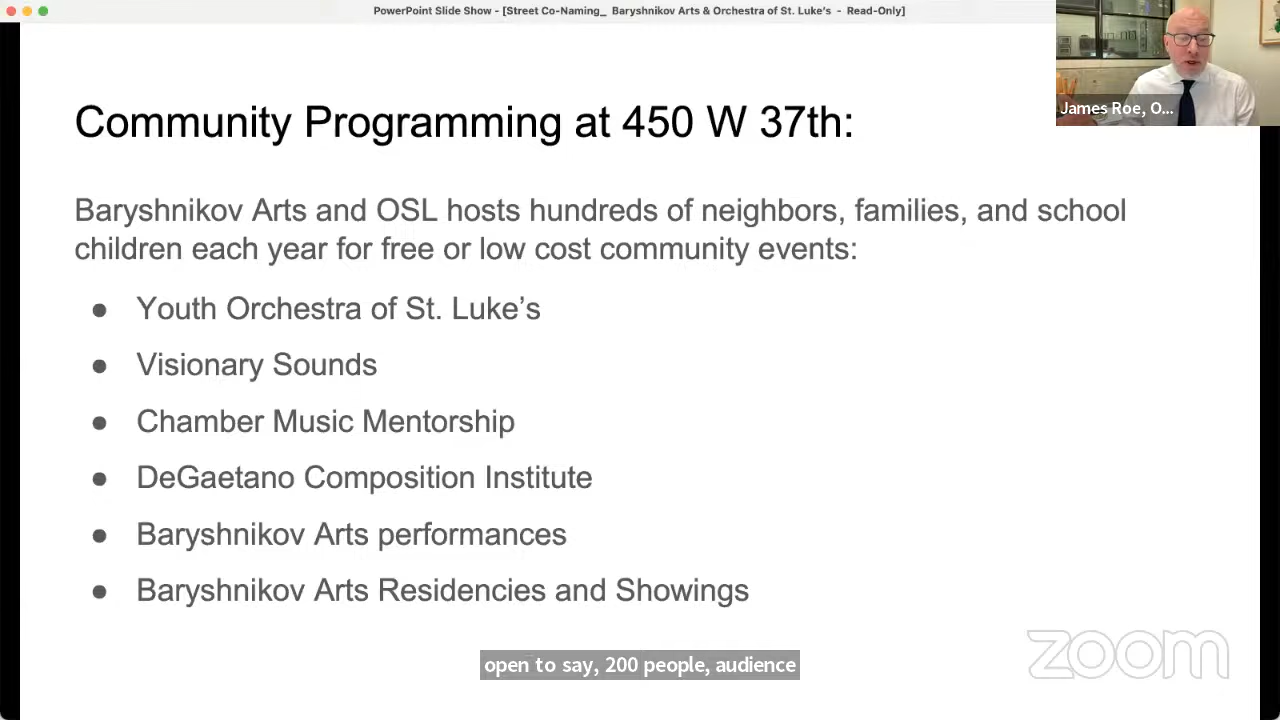 PowerPoint Slide Show - [Street Co-Naming_ Baryshnikov Arts & Orchestra of St. Luke's - Read-Only]
James Roe, O...
Community Programming at 450 W 37th:
Baryshnikov Arts and OSL hosts hundreds of neighbors, families, and school
children each year for free or low cost community events:
● Youth Orchestra of St. Luke’s
● Visionary Sounds
● Chamber Music Mentorship
● DeGaetano Composition Institute
● Baryshnikov Arts performances
● Baryshnikov Arts Residencies and Showings
open to say, 200 people, audience
zoom